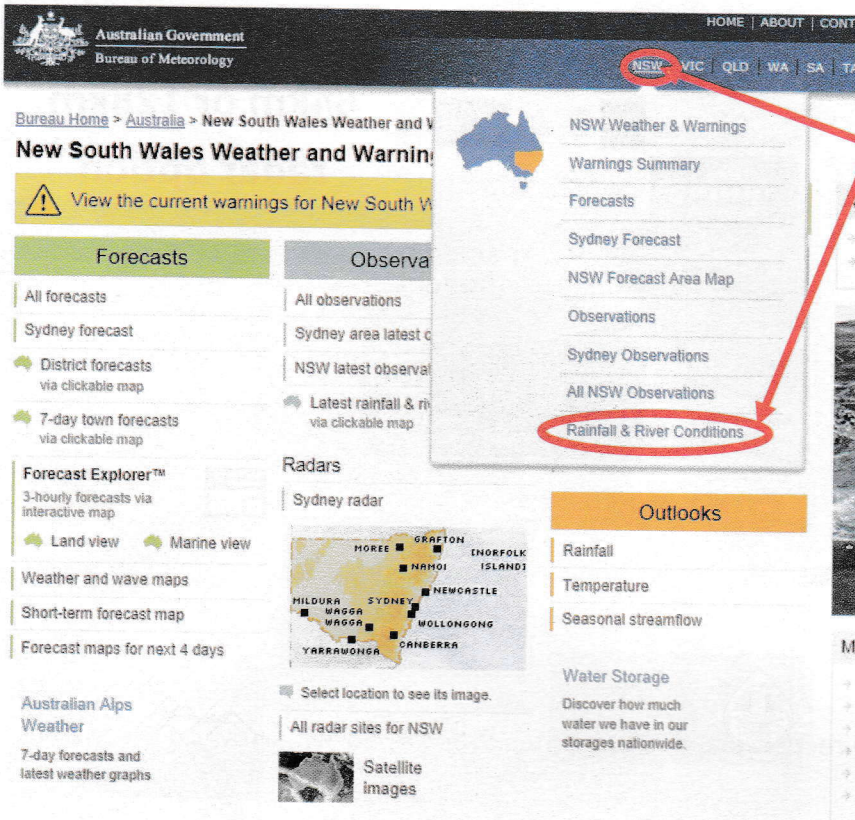 Australian Government
Bureau of Meteorology
HOME | ABOUT | CONT
NSW VIC QLD WA SA TA
Bureau Home > Australia > New South Wales Weather and
New South Wales Weather and Warnin
View the current warnings for New South W
NSW Weather & Warnings
Warnings Summary
Forecasts
Sydney Forecast
NSW Forecast Area Map
Observations
Sydney Observations
All NSW Observations
Rainfall & River Conditions
Forecasts
All forecasts
Sydney forecast
District forecasts
via clickable map
7-day town forecasts
via clickable map
Forecast Explorer™
3-hourly forecasts via
interactive map
Land view Marine view
Weather and wave maps
Short-term forecast map
Forecast maps for next 4 days
Australian Alps
Weather
7-day forecasts and
latest weather graphs
Observa
All observations
Sydney area latest
NSW latest observa
Latest rainfall & ri
via clickable map
Radars
Sydney radar
GRAFTON
MOREE
[NORFOLK
ISLAND]
NAMOI
NEWCASTLE
MILDURA
SYDNEY
WAGGA
WAGGA
WOLLONGONG
CANBERRA
YARRAWONGA
Select location to see its image.
All radar sites for NSW
Satellite
images
Outlooks
Rainfall
Temperature
Seasonal streamflow
Water Storage
Discover how much
water we have in our
storages nationwide.
M